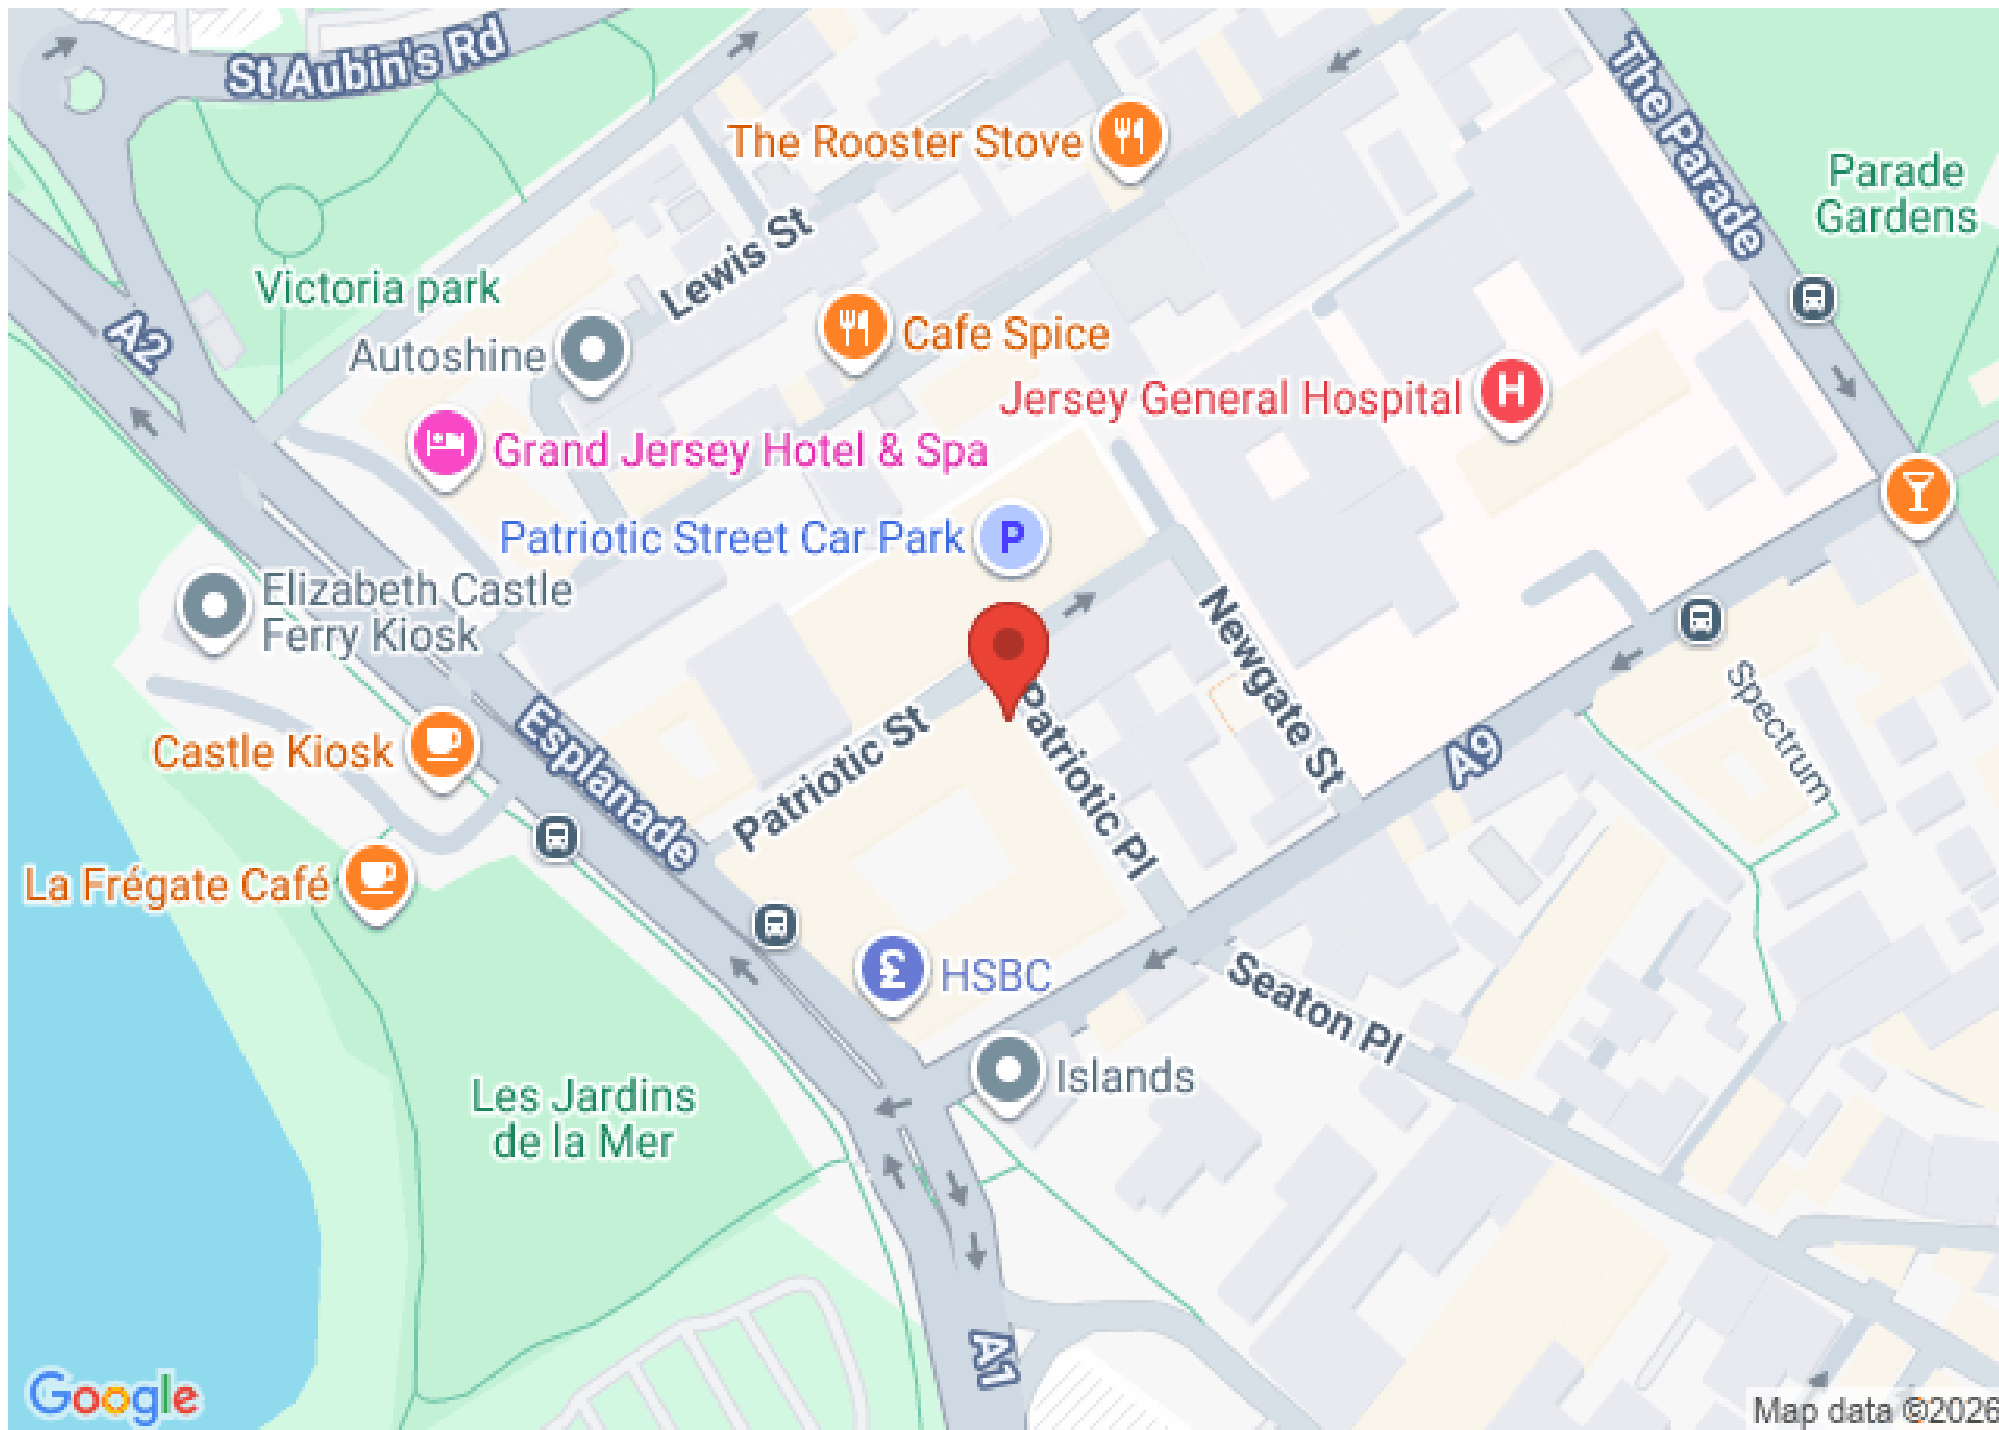 St Aubin's Rd
The Parade
The Rooster Stove
Parade
Gardens
Lewis St
Victoria park
A2
Autoshine
Cafe Spice
Jersey General Hospital
H
Grand Jersey Hotel & Spa
Patriotic Street Car Park
P
Elizabeth Castle
Ferry Kiosk
Newgate St
Spectrum
Castle Kiosk
Esplanade
Patriotic St
Patriotic Pl
A9
La Frégate Café
£
HSBC
Seaton Pl
Islands
Les Jardins
de la Mer
A1
Google
Map data ©2026